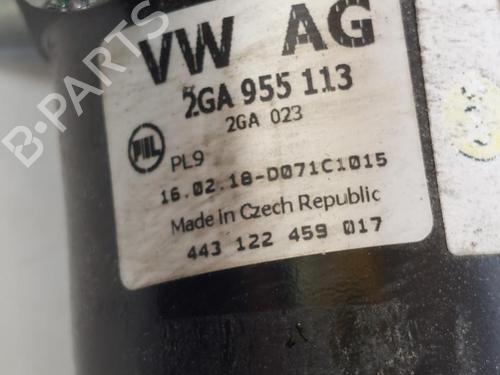 VW AG
2GA 955 113
2GA 023
PAL
PL9
16.02.18-D071C1015
Made in Czech Republic
443 122 459 017
B-PARTS